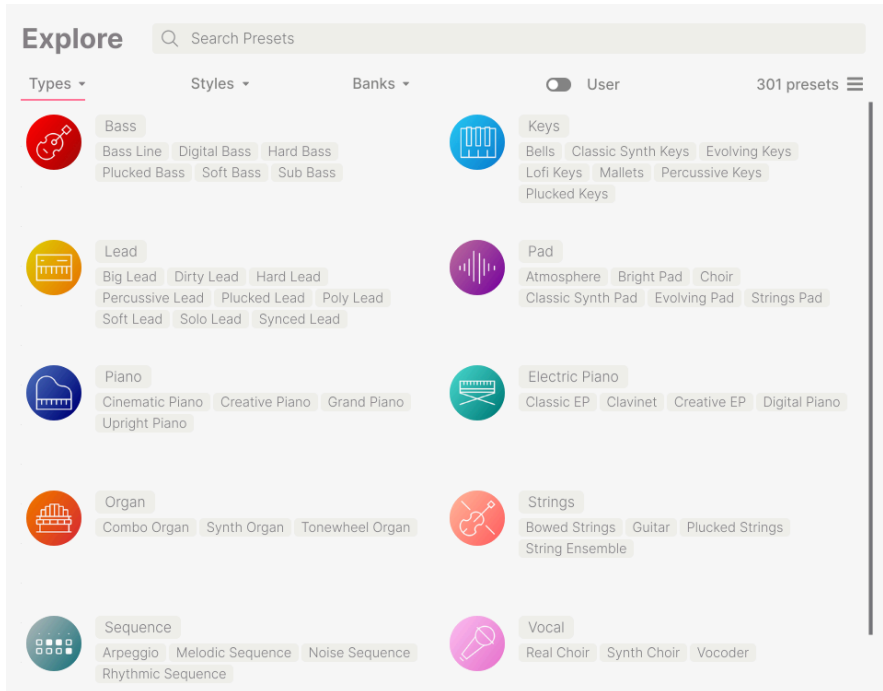 Explore
Search Presets
Types
Styles
Banks
User
301 presets
Bass
Bass Line Digital Bass Hard Bass
Plucked Bass Soft Bass Sub Bass
Keys
Bells Classic Synth Keys Evolving Keys
Lofi Keys Mallets Percussive Keys
Plucked Keys
Lead
Big Lead Dirty Lead Hard Lead
Percussive Lead Plucked Lead Poly Lead
Soft Lead Solo Lead Synced Lead
Pad
Atmosphere Bright Pad Choir
Classic Synth Pad Evolving Pad Strings Pad
Piano
Cinematic Piano Creative Piano Grand Piano
Upright Piano
Electric Piano
Classic EP Clavinet Creative EP Digital Piano
Organ
Combo Organ Synth Organ Tonewheel Organ
Strings
Bowed Strings Guitar Plucked Strings
String Ensemble
Sequence
Arpeggio Melodic Sequence Noise Sequence
Rhythmic Sequence
Vocal
Real Choir Synth Choir Vocoder